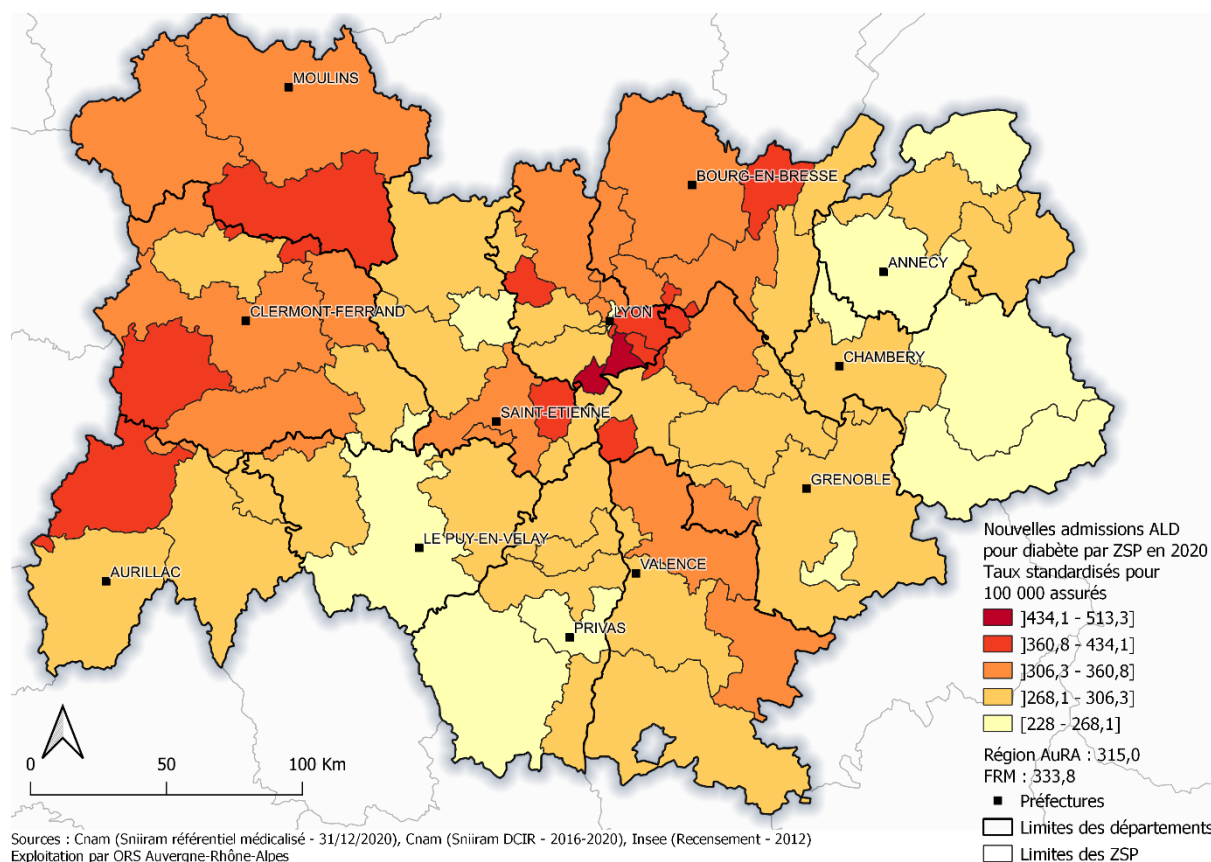 MOULINS
BOURG-EN-BRESSE
ANNECY
CLERMONT-FERRAND
LYON
CHAMBERY
SAINT-ETIENNE
GRENOBLE
LE PUY-EN-VELAY
AURILLAC
VALENCE
PRIVAS
Nouvelles admissions ALD
pour diabète par ZSP en 2020
Taux standardisés pour
100 000 assurés
]434,1 - 513,3]
]360,8 - 434,1]
]306,3 - 360,8]
]268,1 - 306,3]
[228 - 268,1]
Région AuRA : 315,0
FRM : 333,8
Préfectures
Limites des départements
Limites des ZSP
0 50 100 Km
Sources : Cnam (Sniiram référentiel médicalisé - 31/12/2020), Cnam (Sniiram DCIR - 2016-2020), Insee (Recensement - 2012)
Exploitation par ORS Auvergne-Rhône-Alpes